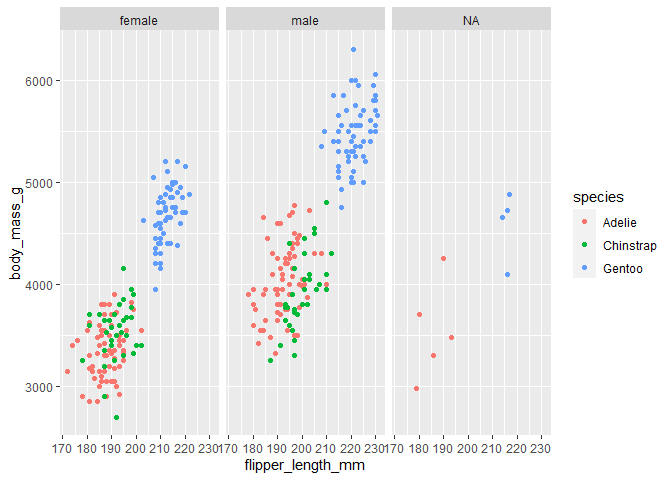 female male NA
6000
5000
4000
3000
body_mass_g
170 180 190 200 210 220 230 170 180 190 200 210 220 230 170 180 190 200 210 220 230
flipper_length_mm
species
Adelie
Chinstrap
Gentoo